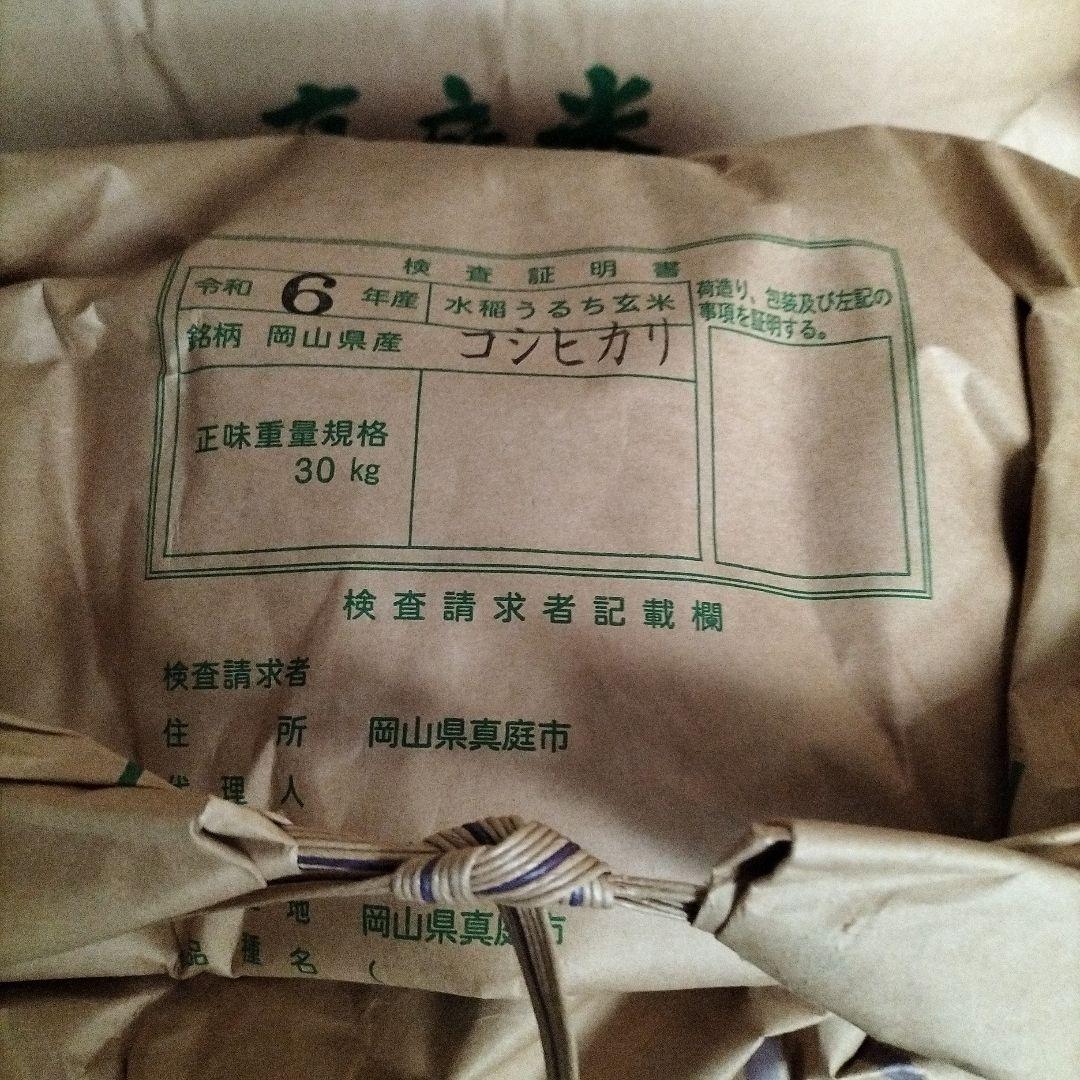 真庭米
検査証明書
令和 6 年産 水稲うるち玄米
荷造り、包装及び左記の
事項を証明する。
銘柄 岡山県産 コシヒカリ
正味重量規格
30 kg
検査請求者記載欄
検査請求者
住所 岡山県真庭市
代理人
地 岡山県真庭市
品種名 (